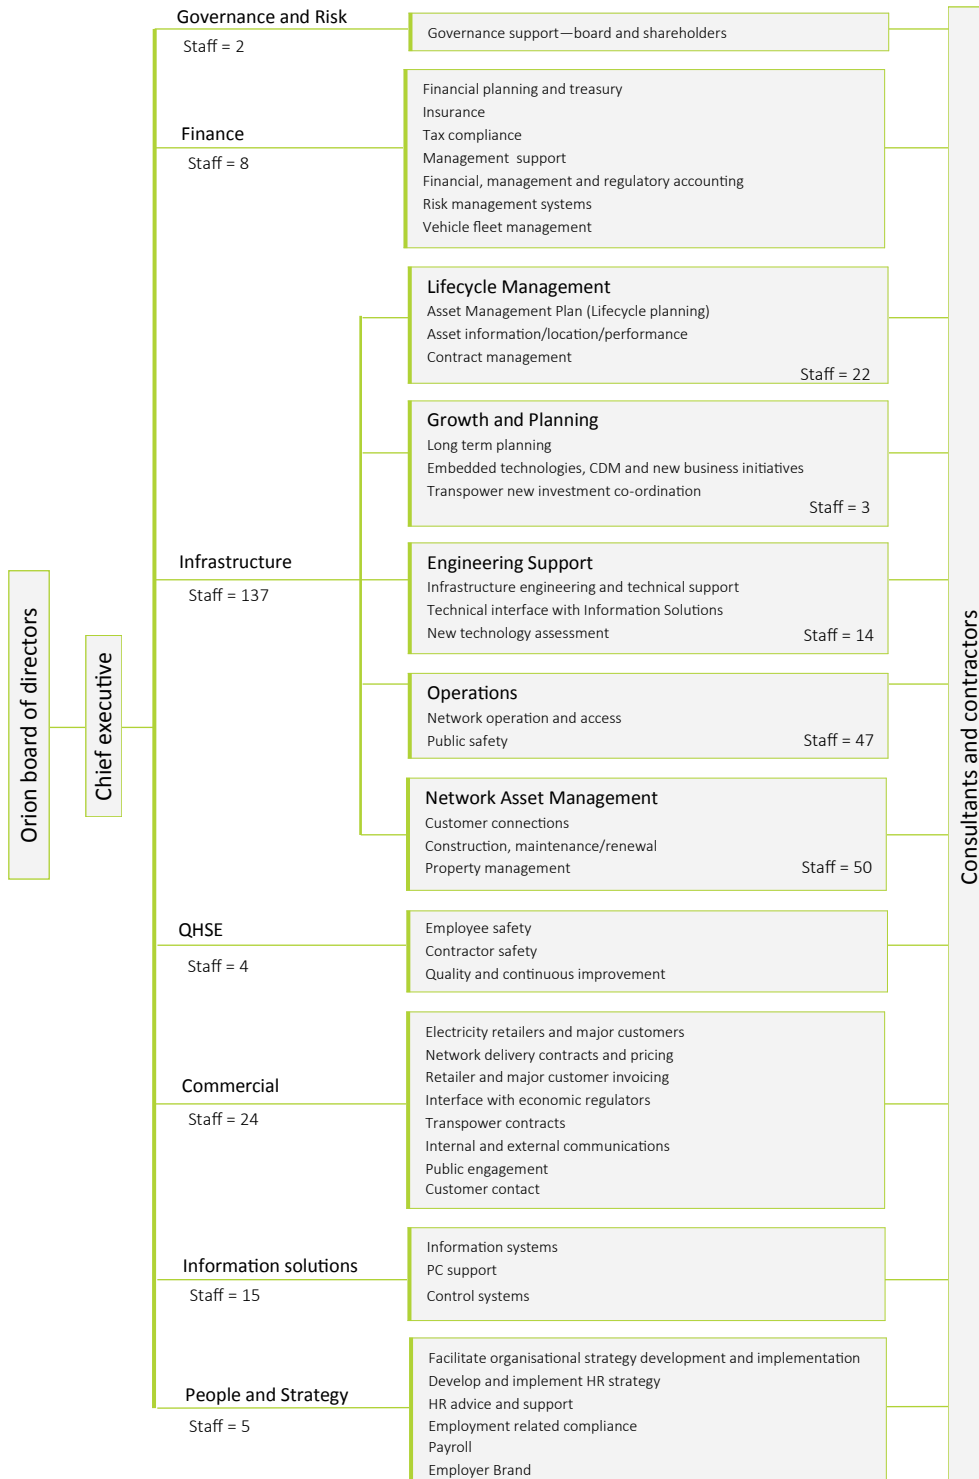 Orion board of directors
Chief executive
Governance and Risk
Staff = 2
Governance support—board and shareholders
Finance
Staff = 8
Financial planning and treasury
Insurance
Tax compliance
Management support
Financial, management and regulatory accounting
Risk management systems
Vehicle fleet management
Infrastructure
Staff = 137
Lifecycle Management
Asset Management Plan (Lifecycle planning)
Asset information/location/performance
Contract management
Staff = 22
Growth and Planning
Long term planning
Embedded technologies, CDM and new business initiatives
Transpower new investment co-ordination
Staff = 3
Engineering Support
Infrastructure engineering and technical support
Technical interface with Information Solutions
New technology assessment
Staff = 14
Operations
Network operation and access
Public safety
Staff = 47
Network Asset Management
Customer connections
Construction, maintenance/renewal
Property management
Staff = 50
QHSE
Staff = 4
Employee safety
Contractor safety
Quality and continuous improvement
Commercial
Staff = 24
Electricity retailers and major customers
Network delivery contracts and pricing
Retailer and major customer invoicing
Interface with economic regulators
Transpower contracts
Internal and external communications
Public engagement
Customer contact
Information solutions
Staff = 15
Information systems
PC support
Control systems
People and Strategy
Staff = 5
Facilitate organisational strategy development and implementation
Develop and implement HR strategy
HR advice and support
Employment related compliance
Payroll
Employer Brand
Consultants and contractors